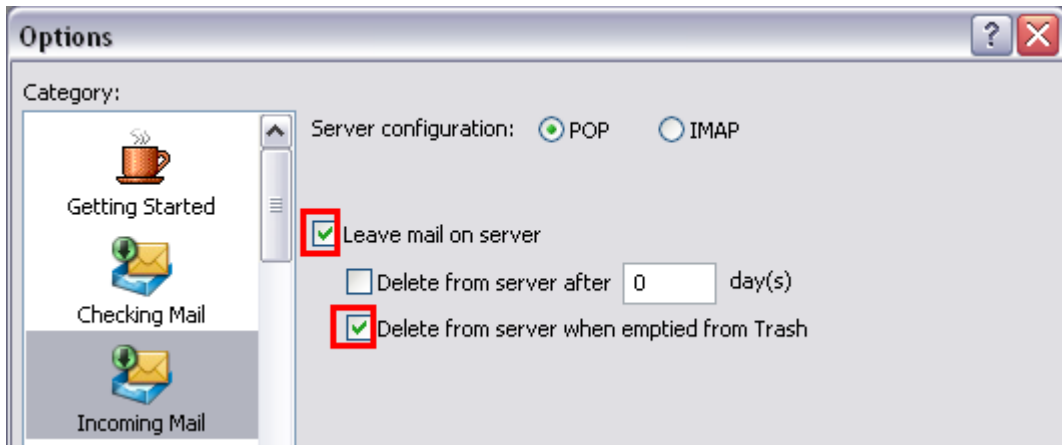 Options
Category:
Getting Started
Checking Mail
Incoming Mail
Server configuration: POP IMAP
Leave mail on server
Delete from server after 0 day(s)
Delete from server when emptied from Trash